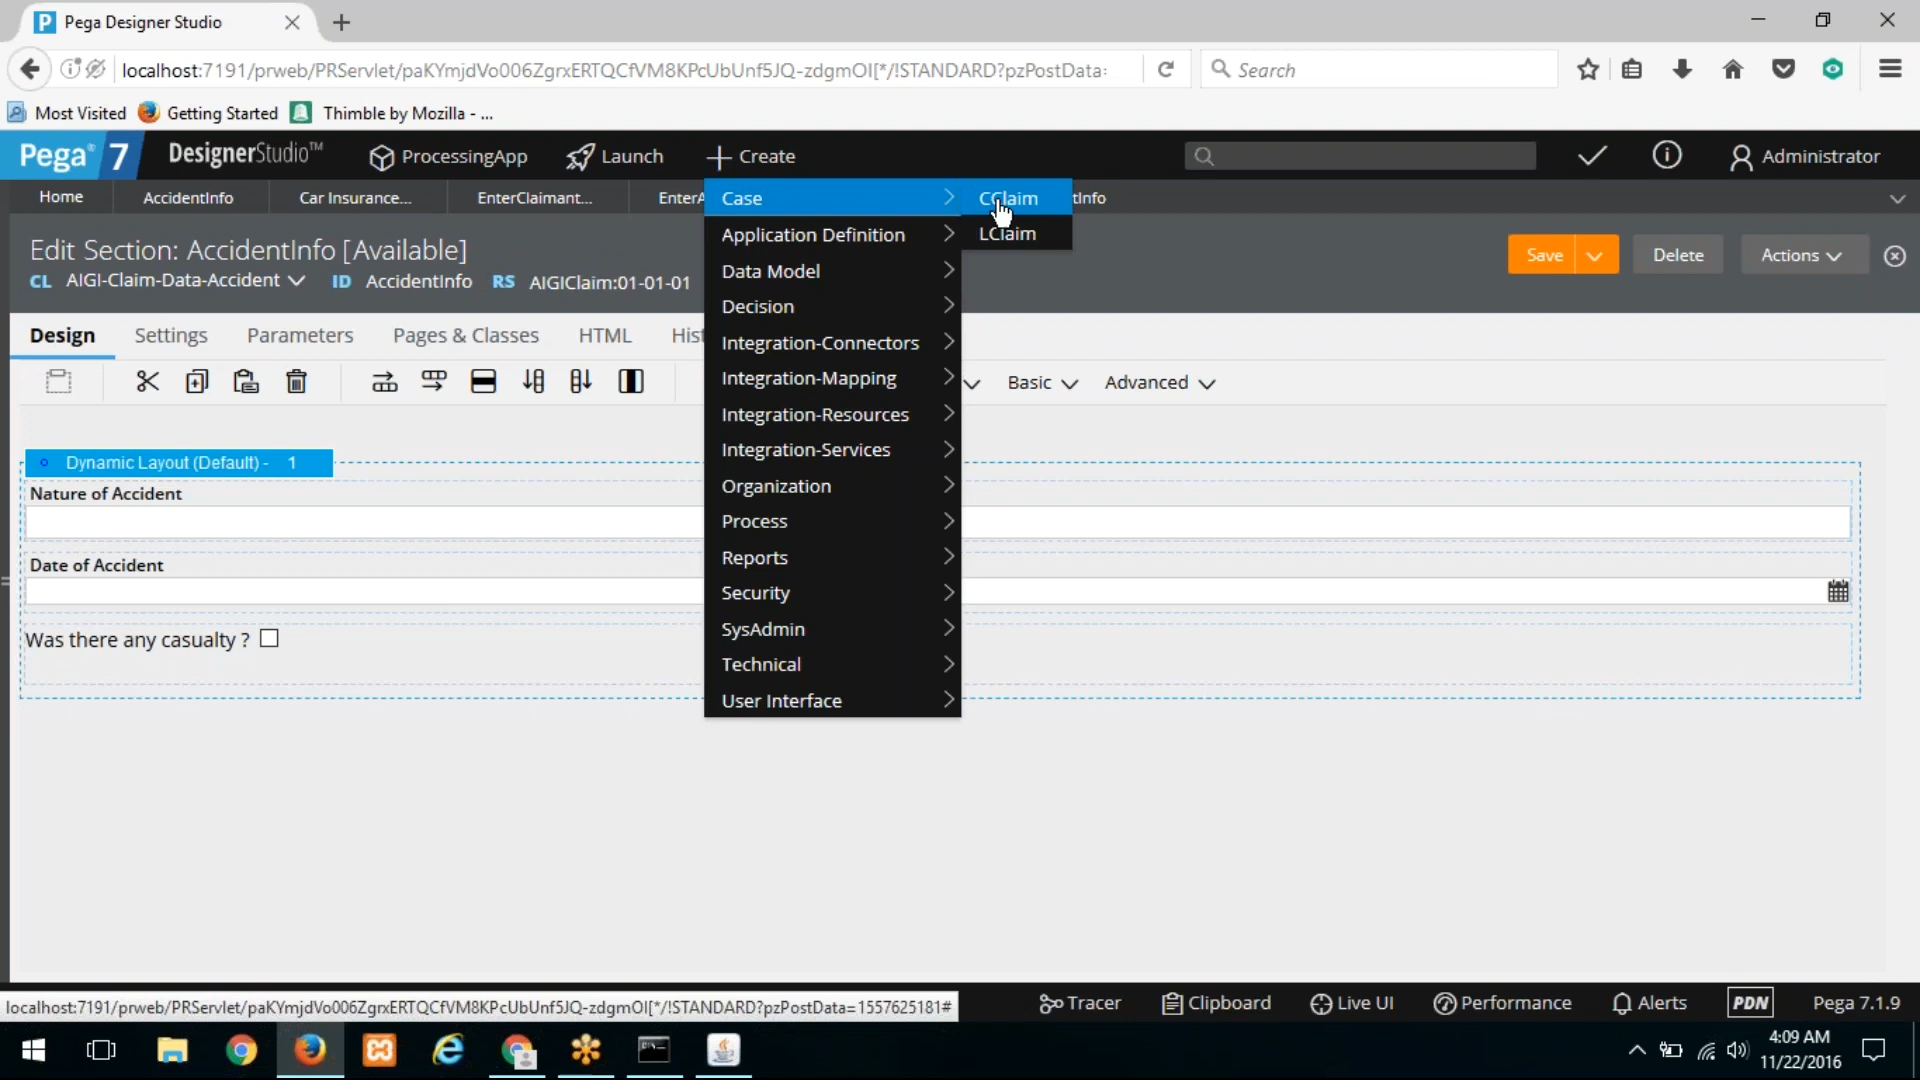 Pega Designer Studio
localhost:7191/prweb/PRServlet/paKYmjdVo006ZgrxERTQCfVM8KPcUbUnf5JQ-zdgmOI[*/!STANDARD?pzPostData:
Search
Most Visited Getting Started Thimble by Mozilla - ...
Pega® 7 DesignerStudio™ ProcessingApp Launch Create Administrator
Home AccidentInfo Car Insurance... EnterClaimant... EnterA tInfo
Case CClaim
Application Definition LClaim
Data Model
Decision
Integration-Connectors
Integration-Mapping
Integration-Resources
Integration-Services
Organization
Process
Reports
Security
SysAdmin
Technical
User Interface
Edit Section: AccidentInfo [Available]
CL AIGI-Claim-Data-Accident ID AccidentInfo RS AIGIClaim:01-01-01
Save Delete Actions
Design Settings Parameters Pages & Classes HTML Hist
Basic Advanced
Dynamic Layout (Default) - 1
Nature of Accident
Date of Accident
Was there any casualty ?
localhost:7191/prweb/PRServlet/paKYmjdVo006ZgrxERTQCfVM8KPcUbUnf5JQ-zdgmOI[*/!STANDARD?pzPostData=1557625181#
Tracer Clipboard Live UI Performance Alerts PDN Pega 7.1.9
4:09 AM
11/22/2016